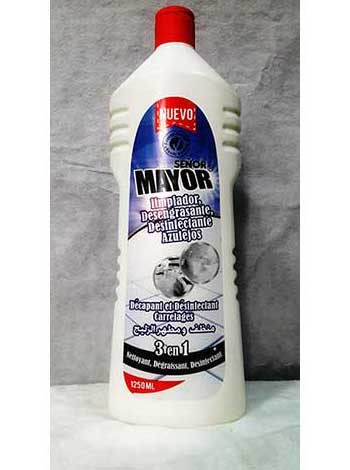 NUEVO
SEÑOR
MAYOR
limpiador,
Desengrasante,
Desinfectante
Azulejos
Décapant et Désinfectant
Carrelages
منظف و مطهر الزليج
3 en 1
Nettoyant, Dégraissant, Désinfectant
1250ML